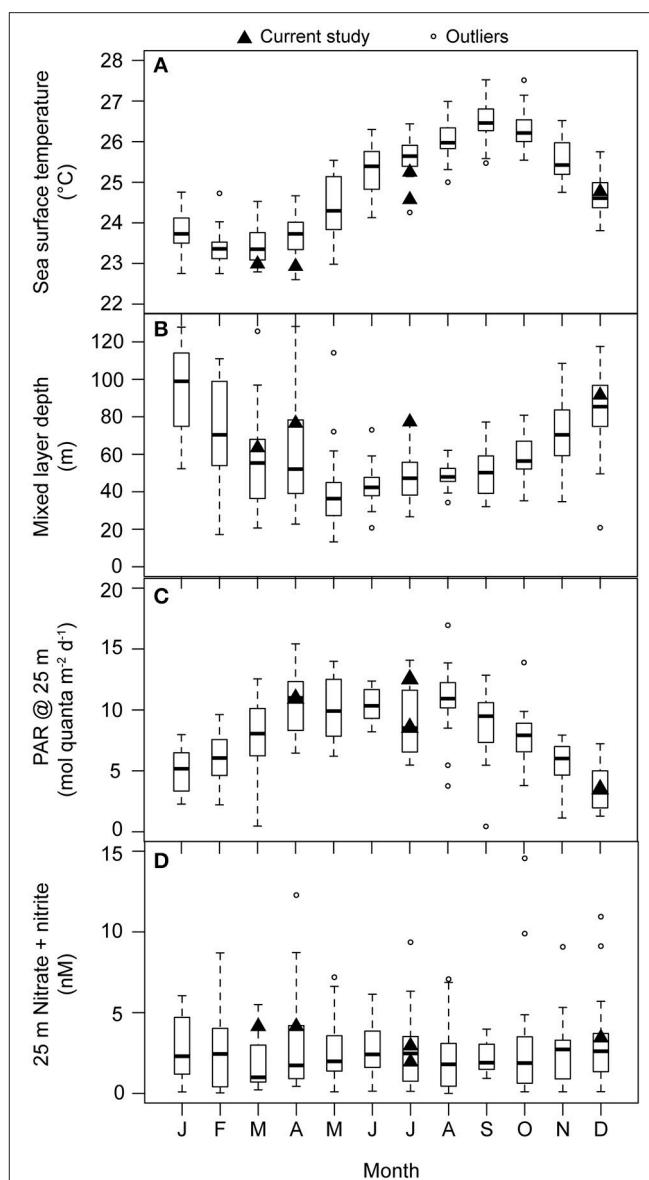 ▲ Current study ○ Outliers
A
Sea surface temperature
(°C)
28
27
26
25
24
23
22
B
Mixed layer depth
(m)
120
100
80
60
40
20
0
C
PAR @ 25 m
(mol quanta m⁻² d⁻¹)
20
15
10
5
0
D
25 m Nitrate + nitrite
(nM)
15
10
5
0
J F M A M J J A S O N D
Month